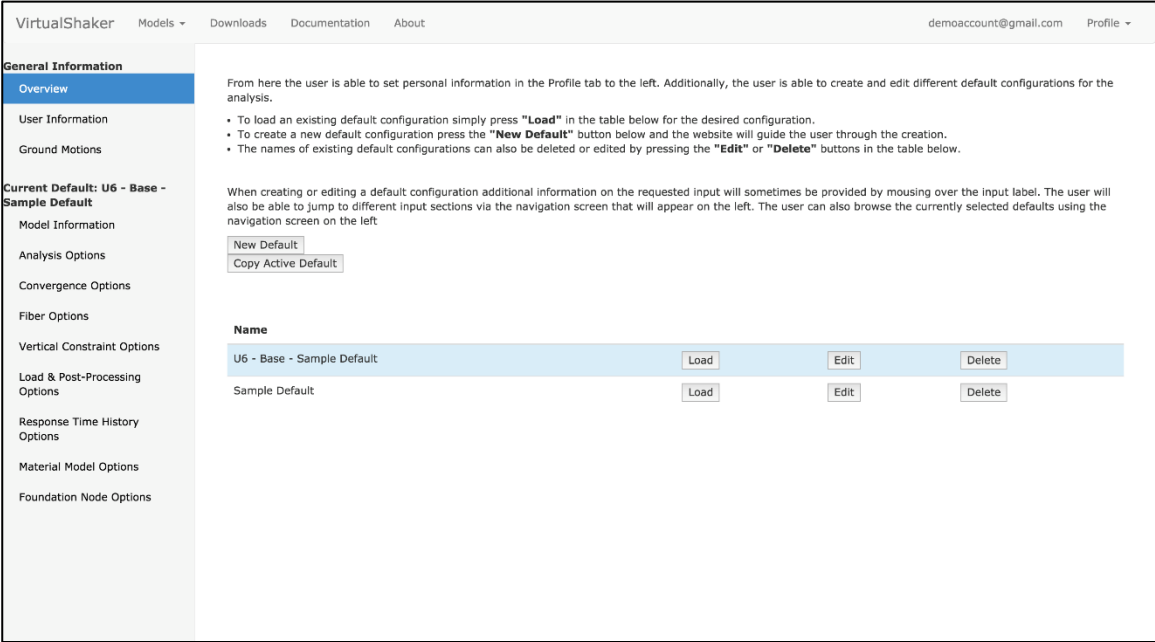 VirtualShaker Models Downloads Documentation About demoaccount@gmail.com Profile
General Information
Overview
User Information
Ground Motions
Current Default: U6 - Base -
Sample Default
Model Information
Analysis Options
Convergence Options
Fiber Options
Vertical Constraint Options
Load & Post-Processing
Options
Response Time History
Options
Material Model Options
Foundation Node Options
From here the user is able to set personal information in the Profile tab to the left. Additionally, the user is able to create and edit different default configurations for the
analysis.
• To load an existing default configuration simply press "Load" in the table below for the desired configuration.
• To create a new default configuration press the "New Default" button below and the website will guide the user through the creation.
• The names of existing default configurations can also be deleted or edited by pressing the "Edit" or "Delete" buttons in the table below.
When creating or editing a default configuration additional information on the requested input will sometimes be provided by mousing over the input label. The user will
also be able to jump to different input sections via the navigation screen that will appear on the left. The user can also browse the currently selected defaults using the
navigation screen on the left
New Default
Copy Active Default
Name
U6 - Base - Sample Default Load Edit Delete
Sample Default Load Edit Delete